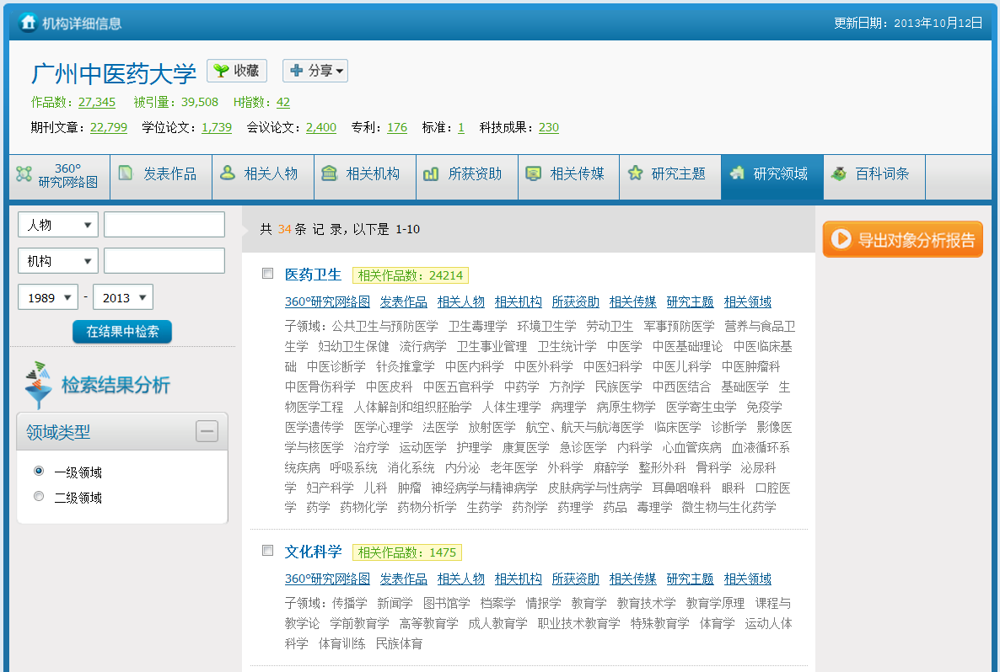 机构详细信息
更新日期：2013年10月12日
广州中医药大学 收藏 分享
作品数：27,345 被引量：39,508 H指数：42
期刊文章：22,799 学位论文：1,739 会议论文：2,400 专利：176 标准：1 科技成果：230
360°
研究网络图 发表作品 相关人物 相关机构 所获资助 相关传媒 研究主题 研究领域 百科词条
人物
机构
1989 - 2013
在结果中检索
检索结果分析
领域类型
一级领域
二级领域
共 34 条 记 录，以下是 1-10
医药卫生 相关作品数：24214
360°研究网络图 发表作品 相关人物 相关机构 所获资助 相关传媒 研究主题 相关领域
子领域：公共卫生与预防医学 卫生毒理学 环境卫生学 劳动卫生 军事预防医学 营养与食品卫
生学 妇幼卫生保健 流行病学 卫生事业管理 卫生统计学 中医学 中医基础理论 中医临床基
础 中医诊断学 针灸推拿学 中医内科学 中医外科学 中医妇科学 中医儿科学 中医肿瘤科
中医骨伤科学 中医皮科 中医五官科学 中药学 方剂学 民族医学 中西医结合 基础医学 生
物医学工程 人体解剖和组织胚胎学 人体生理学 病理学 病原生物学 医学寄生虫学 免疫学
医学遗传学 医学心理学 法医学 放射医学 航空、航天与航海医学 临床医学 诊断学 影像医
学与核医学 治疗学 运动医学 护理学 康复医学 急诊医学 内科学 心血管疾病 血液循环系
统疾病 呼吸系统 消化系统 内分泌 老年医学 外科学 麻醉学 整形外科 骨科学 泌尿科
学 妇产科学 儿科 肿瘤 神经病学与精神病学 皮肤病学与性病学 耳鼻咽喉科 眼科 口腔医
学 药学 药物化学 药物分析学 生药学 药剂学 药理学 药品 毒理学 微生物与生化药学
文化科学 相关作品数：1475
360°研究网络图 发表作品 相关人物 相关机构 所获资助 相关传媒 研究主题 相关领域
子领域：传播学 新闻学 图书馆学 档案学 情报学 教育学 教育技术学 教育学原理 课程与
教学论 学前教育学 高等教育学 成人教育学 职业技术教育学 特殊教育学 体育学 运动人体
科学 体育训练 民族体育
导出对象分析报告